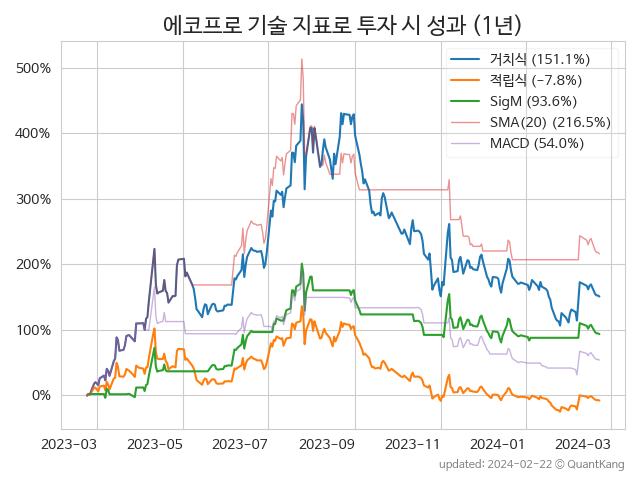 에코프로 기술 지표로 투자 시 성과 (1년)
거치식 (151.1%)
적립식 (-7.8%)
SigM (93.6%)
SMA(20) (216.5%)
MACD (54.0%)
500%
400%
300%
200%
100%
0%
2023-03 2023-05 2023-07 2023-09 2023-11 2024-01 2024-03
updated: 2024-02-22 © QuantKang